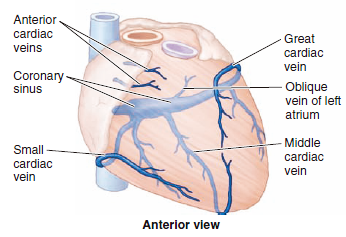 Anterior
cardiac
veins
Coronary
sinus
Small
cardiac
vein
Great
cardiac
vein
Oblique
vein of left
atrium
Middle
cardiac
vein
Anterior view